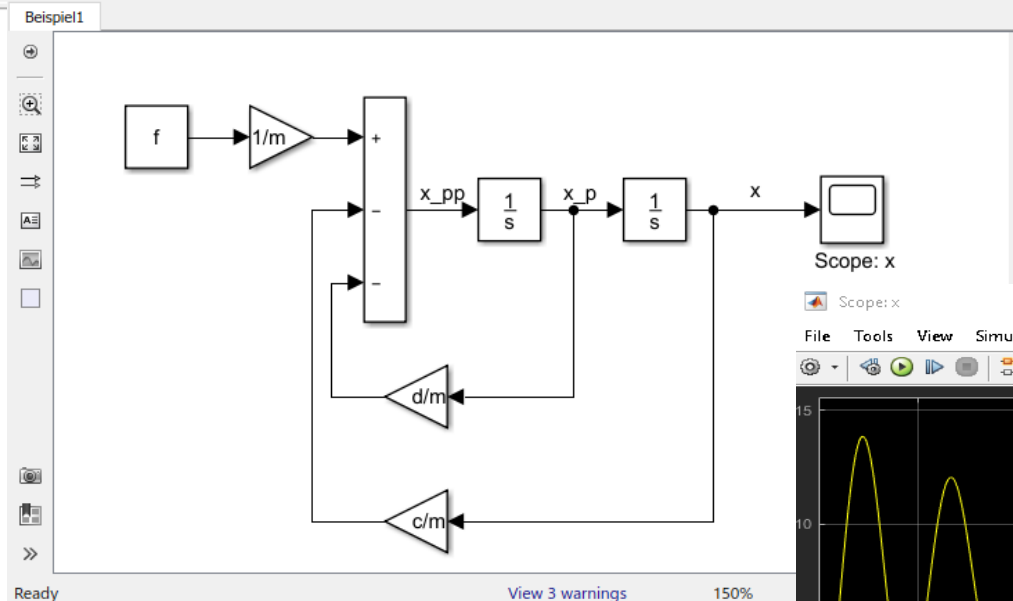 Beispiel1
f
1/m
+
−
−
x_pp
1
s
x_p
1
s
x
Scope: x
d/m
c/m
Scope: x
File Tools View Simu
15
10
Ready View 3 warnings 150%